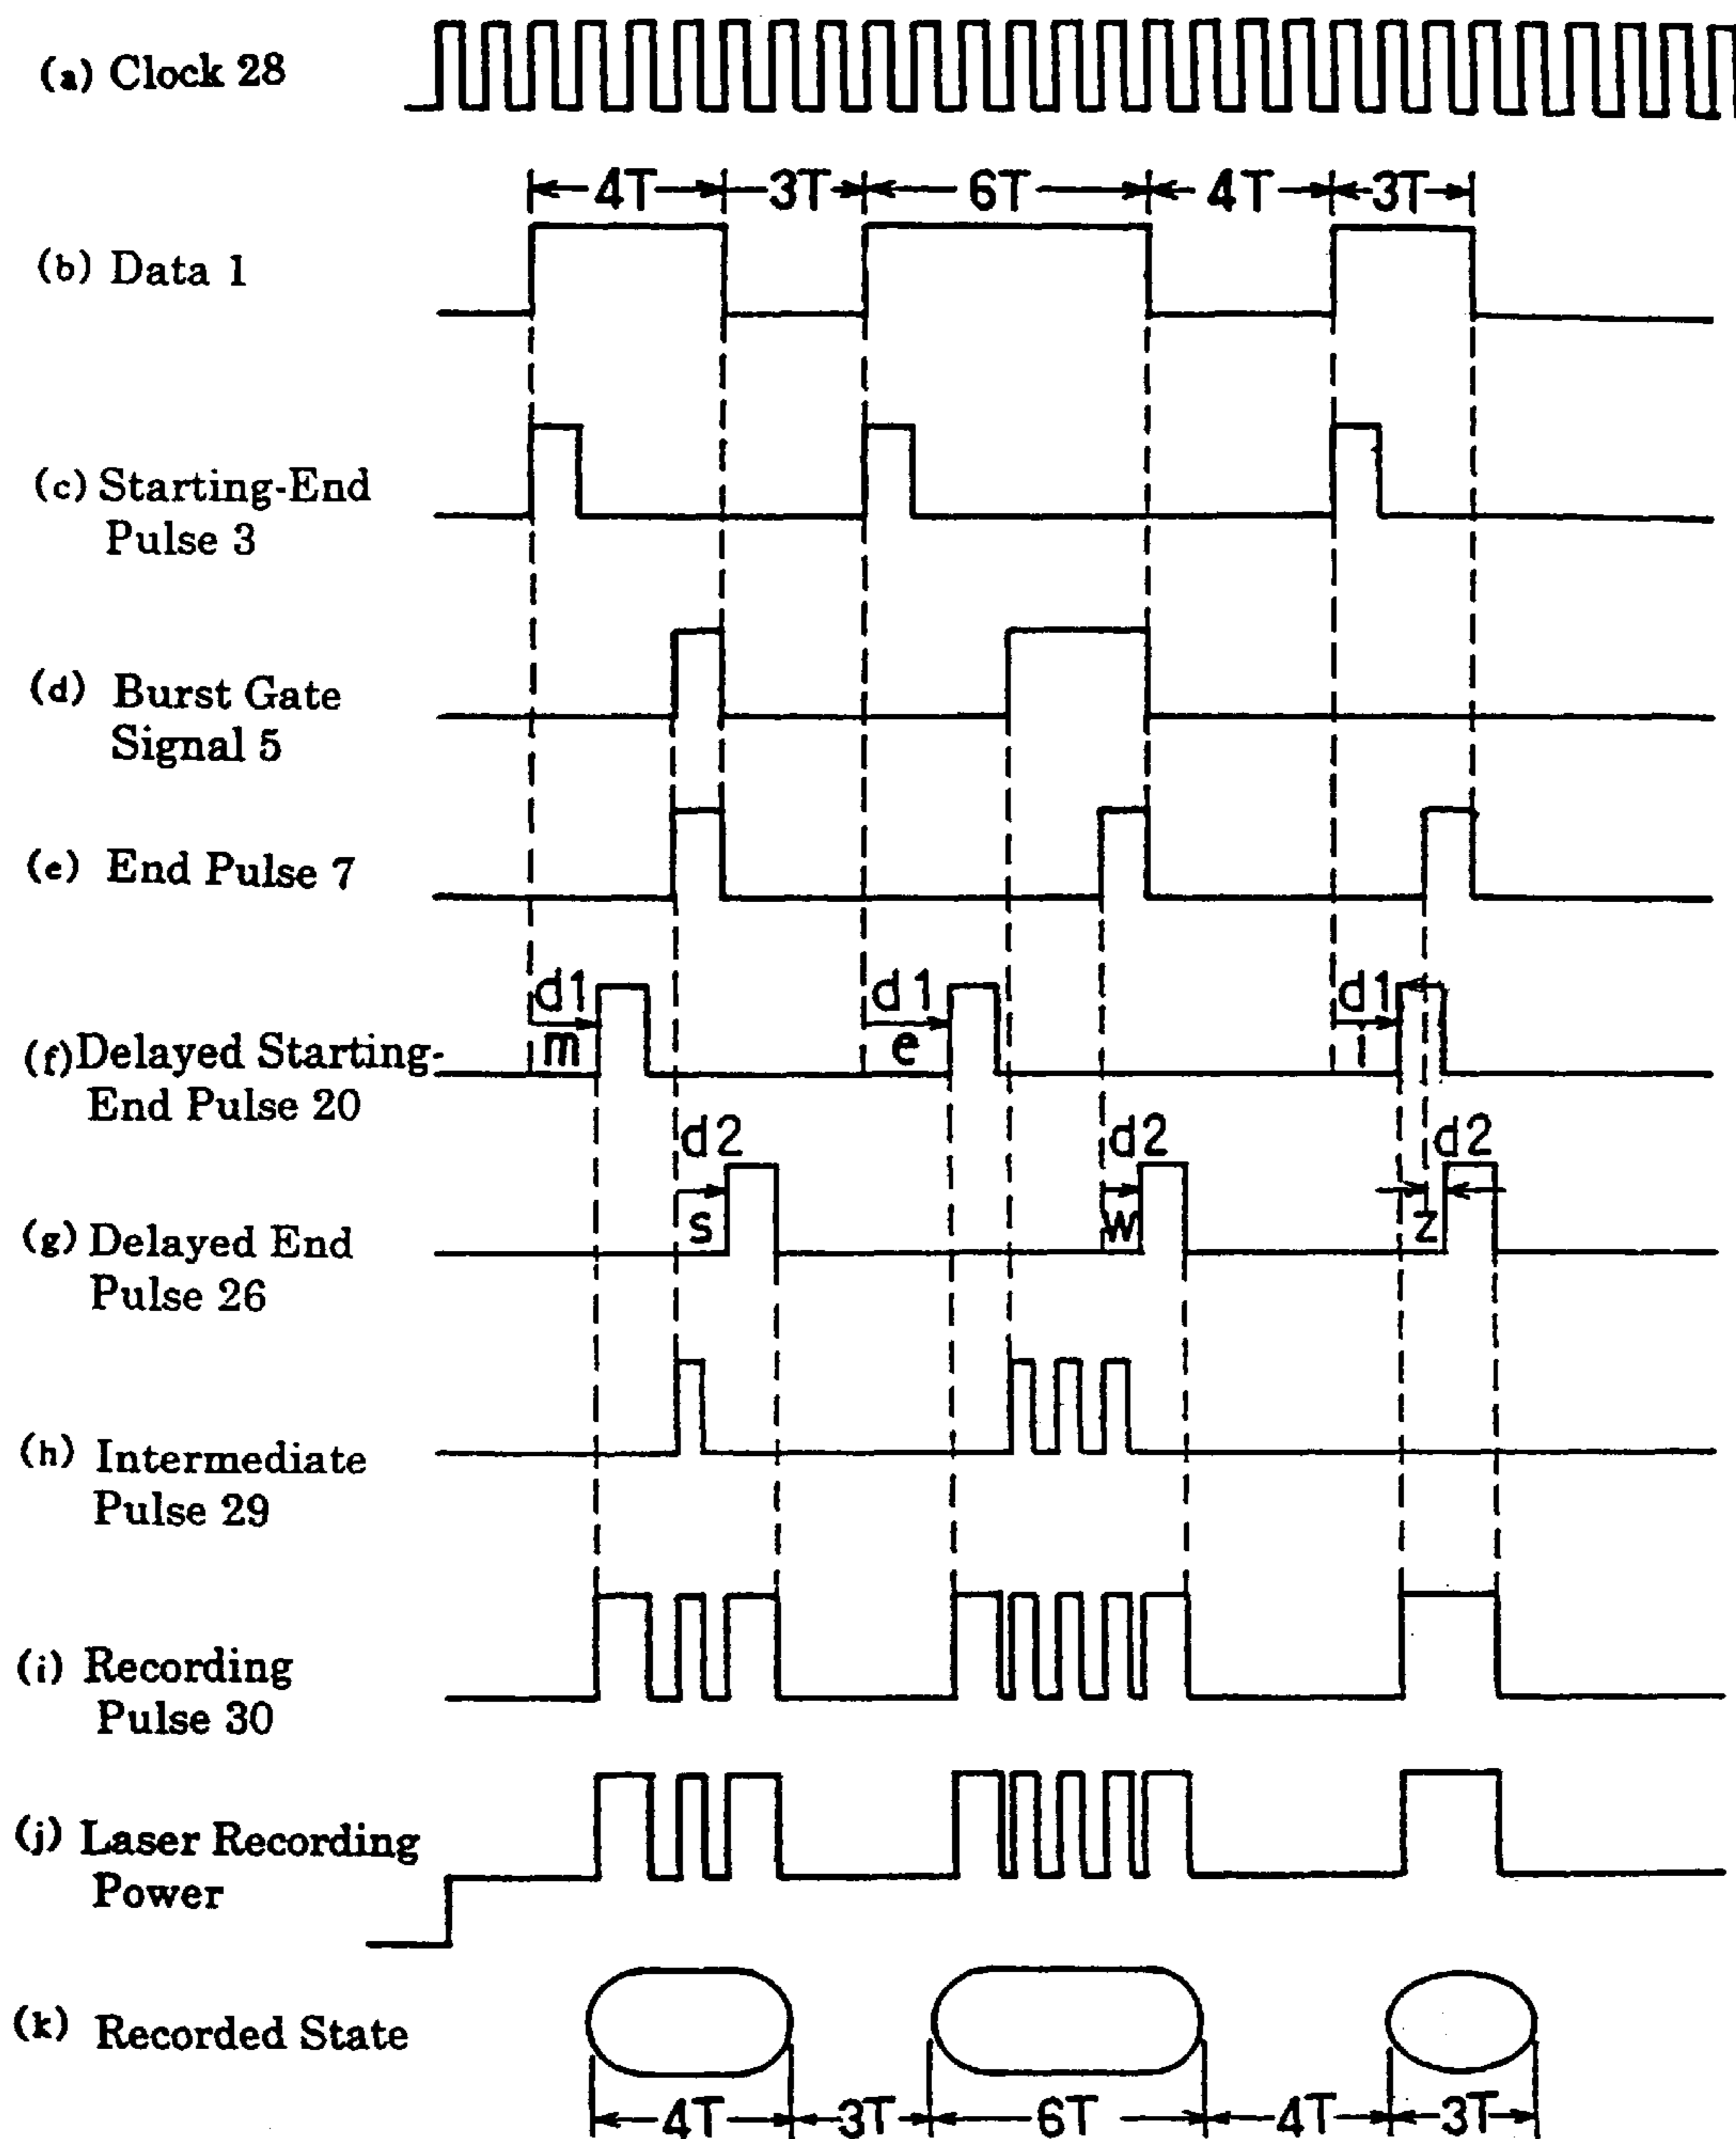 (a) Clock 28
4T 3T 6T 4T 3T
(b) Data 1
(c) Starting-End
Pulse 3
(d) Burst Gate
Signal 5
(e) End Pulse 7
d1 d1 d1
m e i
(f) Delayed Starting-
End Pulse 20
d2 d2 d2
s w z
(g) Delayed End
Pulse 26
(h) Intermediate
Pulse 29
(i) Recording
Pulse 30
(j) Laser Recording
Power
(k) Recorded State
4T 3T 6T 4T 3T